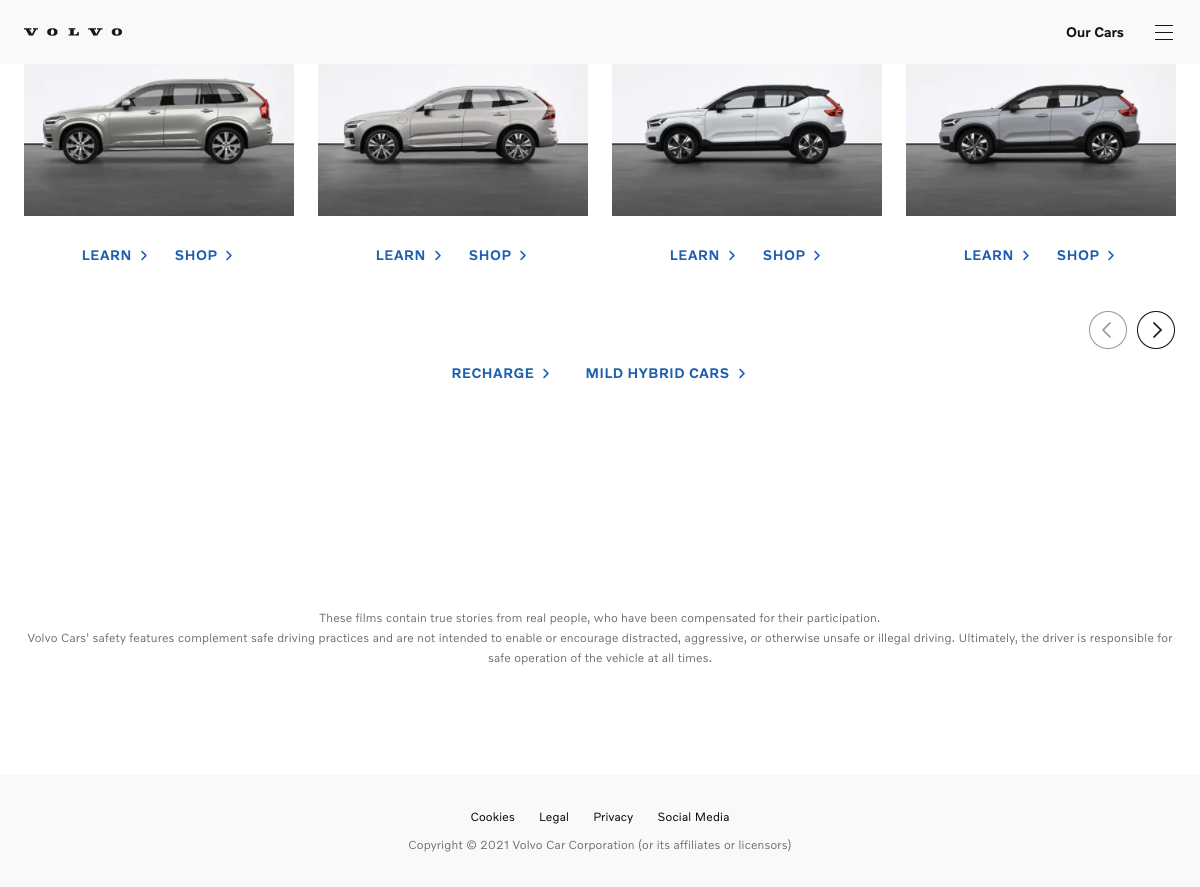 VOLVO
Our Cars
LEARN SHOP LEARN SHOP LEARN SHOP LEARN SHOP
RECHARGE MILD HYBRID CARS
These films contain true stories from real people, who have been compensated for their participation.
Volvo Cars' safety features complement safe driving practices and are not intended to enable or encourage distracted, aggressive, or otherwise unsafe or illegal driving. Ultimately, the driver is responsible for
safe operation of the vehicle at all times.
Cookies Legal Privacy Social Media
Copyright © 2021 Volvo Car Corporation (or its affiliates or licensors)